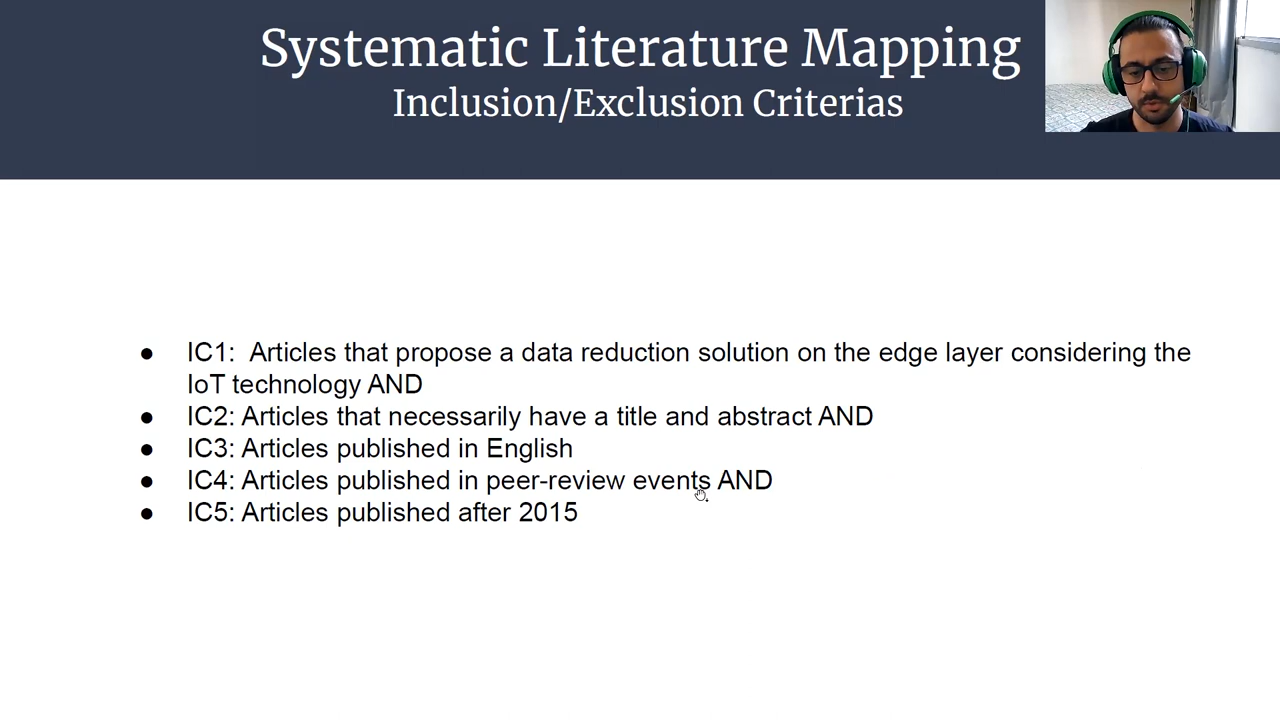 Systematic Literature Mapping
Inclusion/Exclusion Criterias
● IC1: Articles that propose a data reduction solution on the edge layer considering the
IoT technology AND
● IC2: Articles that necessarily have a title and abstract AND
● IC3: Articles published in English
● IC4: Articles published in peer-review events AND
● IC5: Articles published after 2015